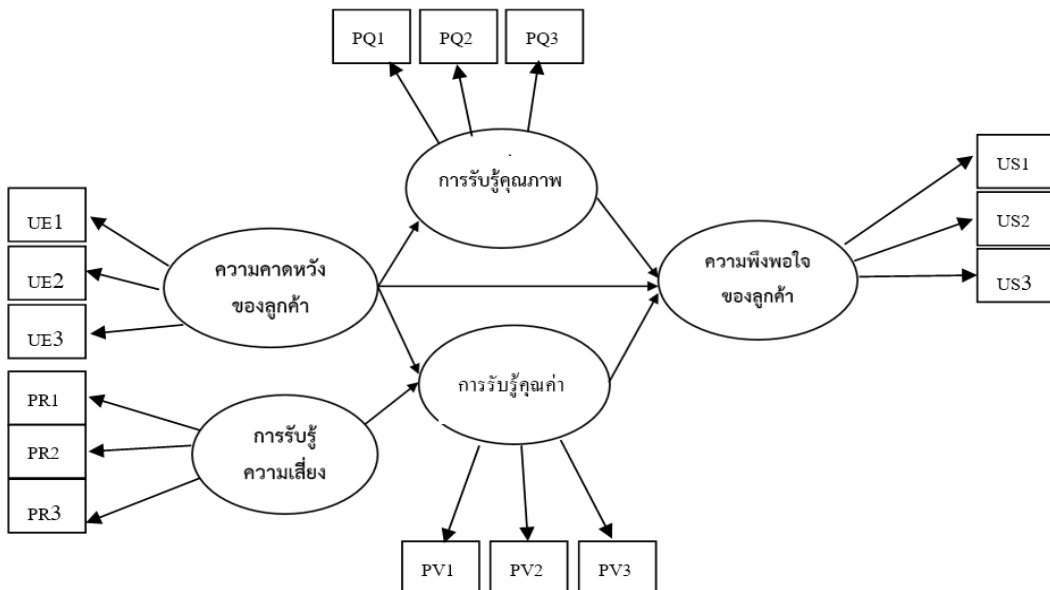 PQ1
PQ2
PQ3
การรับรู้คุณภาพ
US1
US2
US3
UE1
UE2
UE3
ความคาดหวัง
ของลูกค้า
ความพึงพอใจ
ของลูกค้า
การรับรู้คุณค่า
PR1
PR2
PR3
การรับรู้
ความเสี่ยง
PV1
PV2
PV3